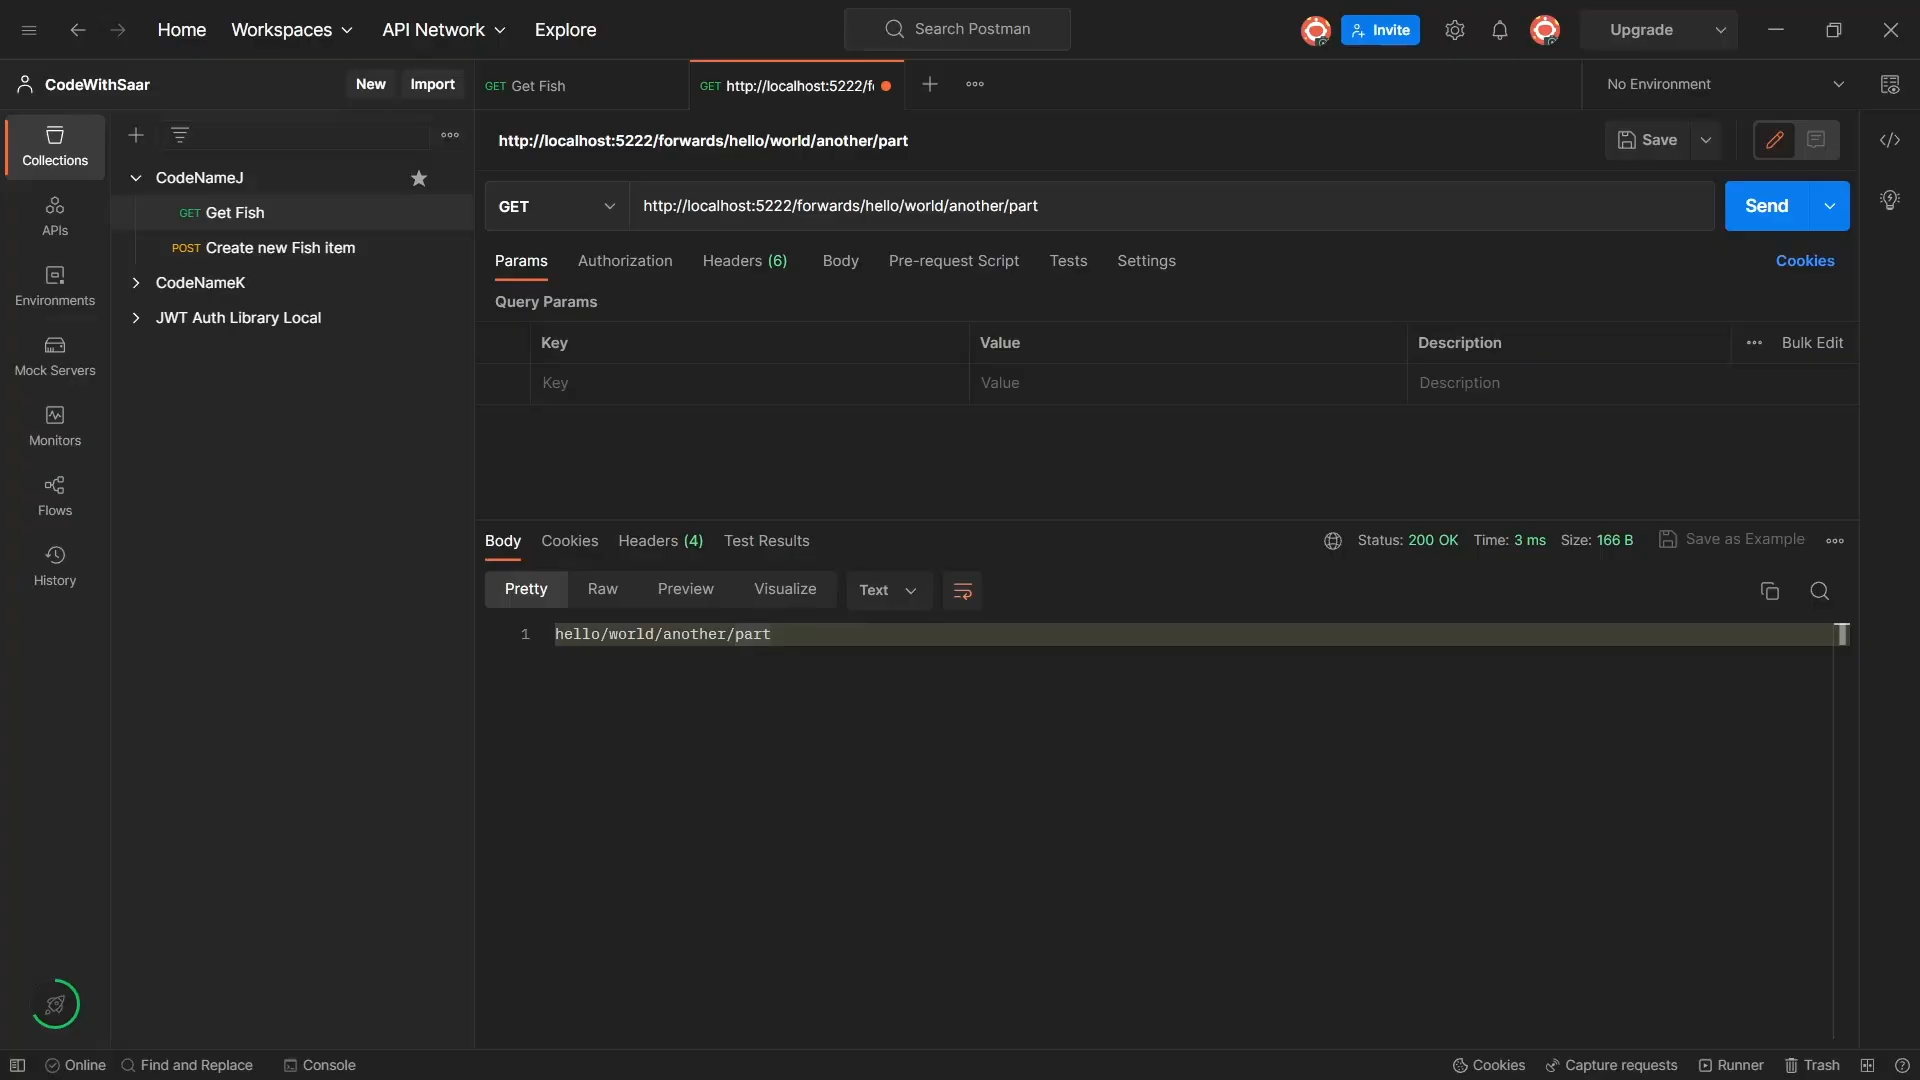 Home Workspaces API Network Explore Search Postman Invite Upgrade
CodeWithSaar New Import GET Get Fish GET http://localhost:5222/f No Environment
Collections
APIs
Environments
Mock Servers
Monitors
Flows
History
CodeNameJ
GET Get Fish
POST Create new Fish item
CodeNameK
JWT Auth Library Local
http://localhost:5222/forwards/hello/world/another/part Save
GET http://localhost:5222/forwards/hello/world/another/part Send
Params Authorization Headers (6) Body Pre-request Script Tests Settings Cookies
Query Params
Key Value Description Bulk Edit
Key Value Description
Body Cookies Headers (4) Test Results Status: 200 OK Time: 3 ms Size: 166 B Save as Example
Pretty Raw Preview Visualize Text
1 hello/world/another/part
Online Find and Replace Console Cookies Capture requests Runner Trash